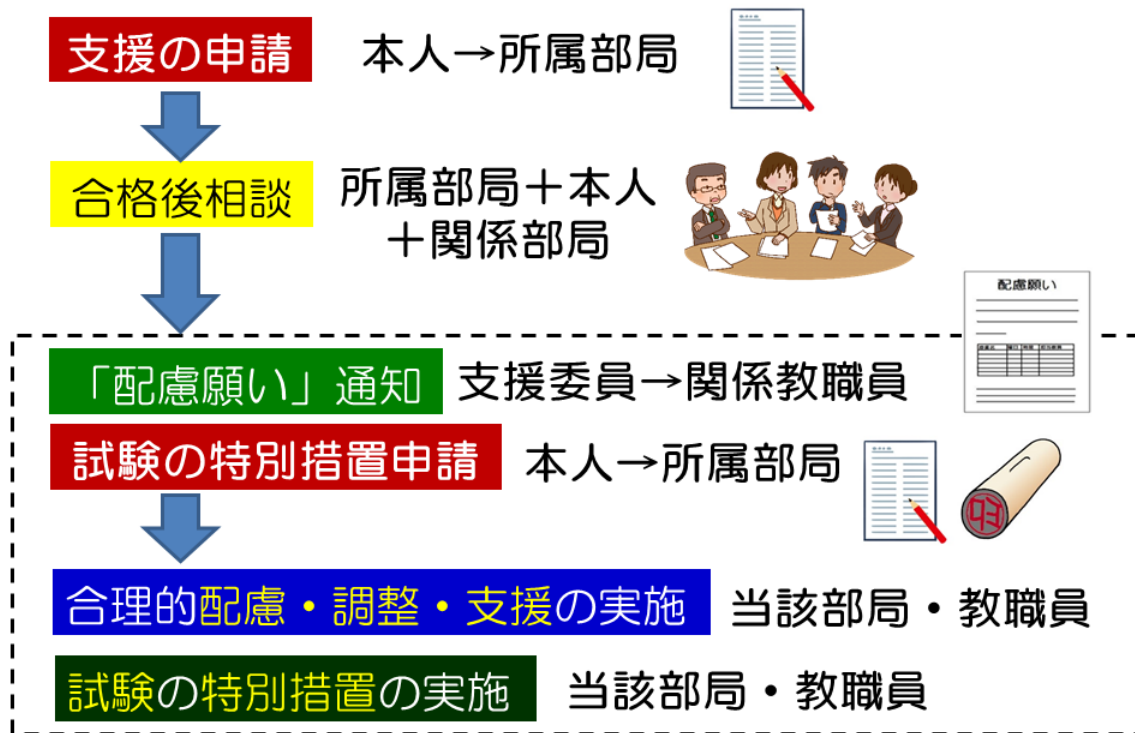 支援の申請 本人→所属部局
合格後相談 所属部局＋本人
＋関係部局
配慮願い
「配慮願い」通知 支援委員→関係教職員
試験の特別措置申請 本人→所属部局
印
合理的配慮・調整・支援の実施 当該部局・教職員
試験の特別措置の実施 当該部局・教職員